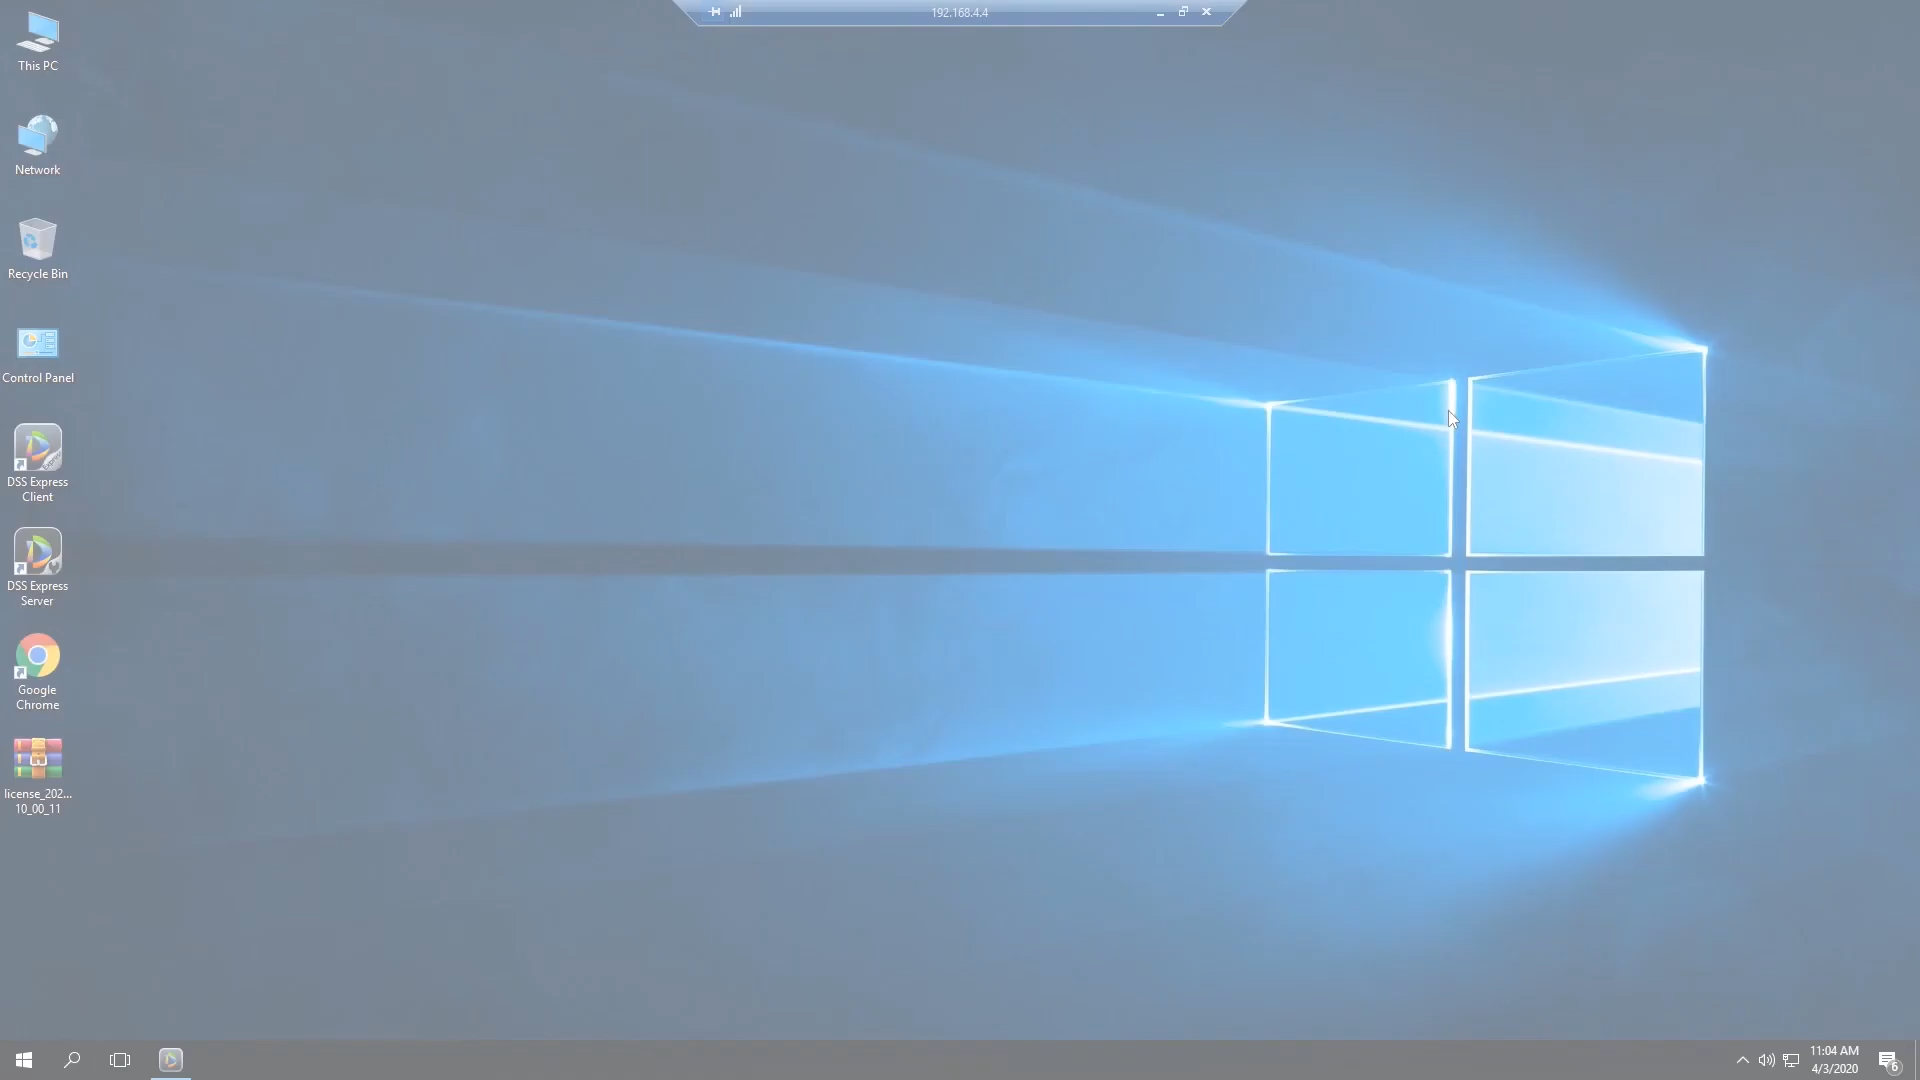 192.168.4.4
This PC
Network
Recycle Bin
Control Panel
DSS Express
Client
DSS Express
Server
Google
Chrome
license_202...
10_00_11
11:04 AM
4/3/2020
6